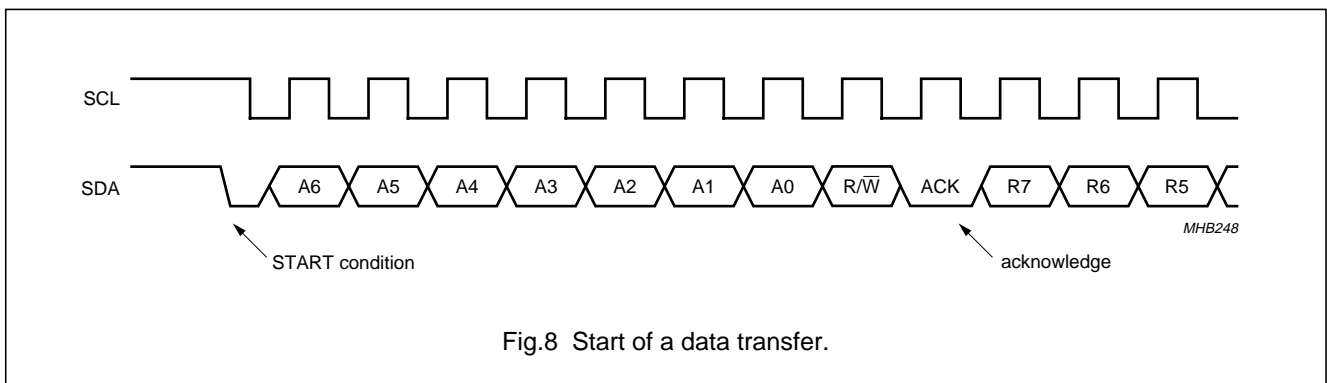 SCL
SDA
A6 A5 A4 A3 A2 A1 A0 R/W̅ ACK R7 R6 R5
MHB248
START condition
acknowledge
Fig.8 Start of a data transfer.